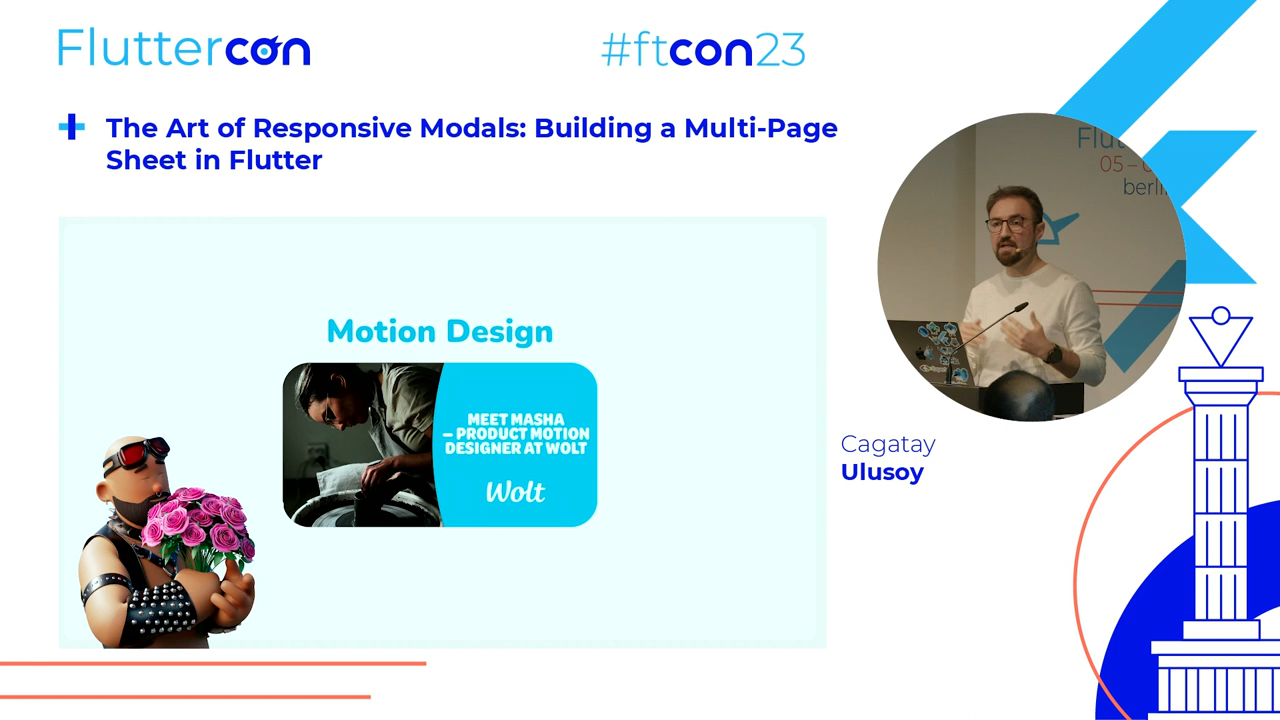 Fluttercon
#ftcon23
The Art of Responsive Modals: Building a Multi-Page
Sheet in Flutter
Motion Design
MEET MASHA
– PRODUCT MOTION
DESIGNER AT WOLT
Wolt
Cagatay
Ulusoy
05 –